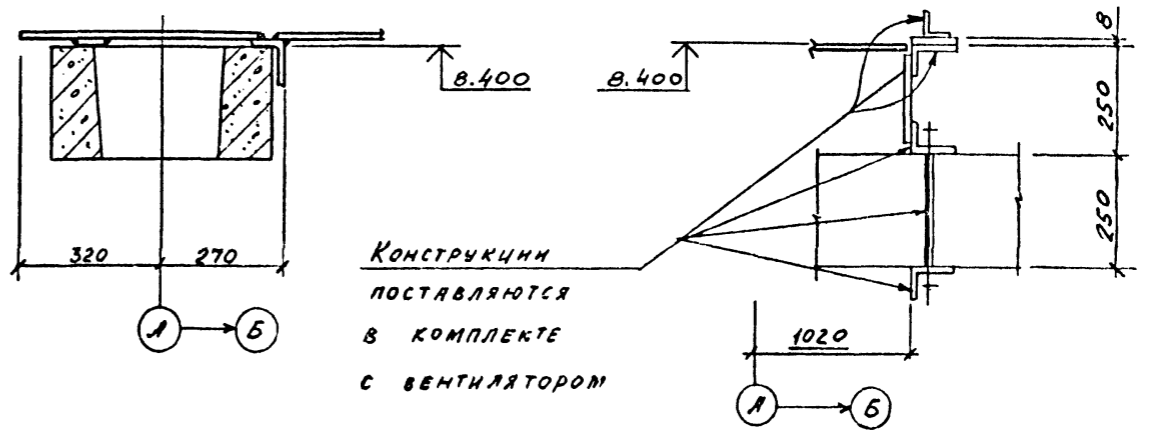 8.400
8.400
8
250
250
320
270
Конструкции
поставляются
в комплекте
с вентилятором
1020
А
Б
А
Б